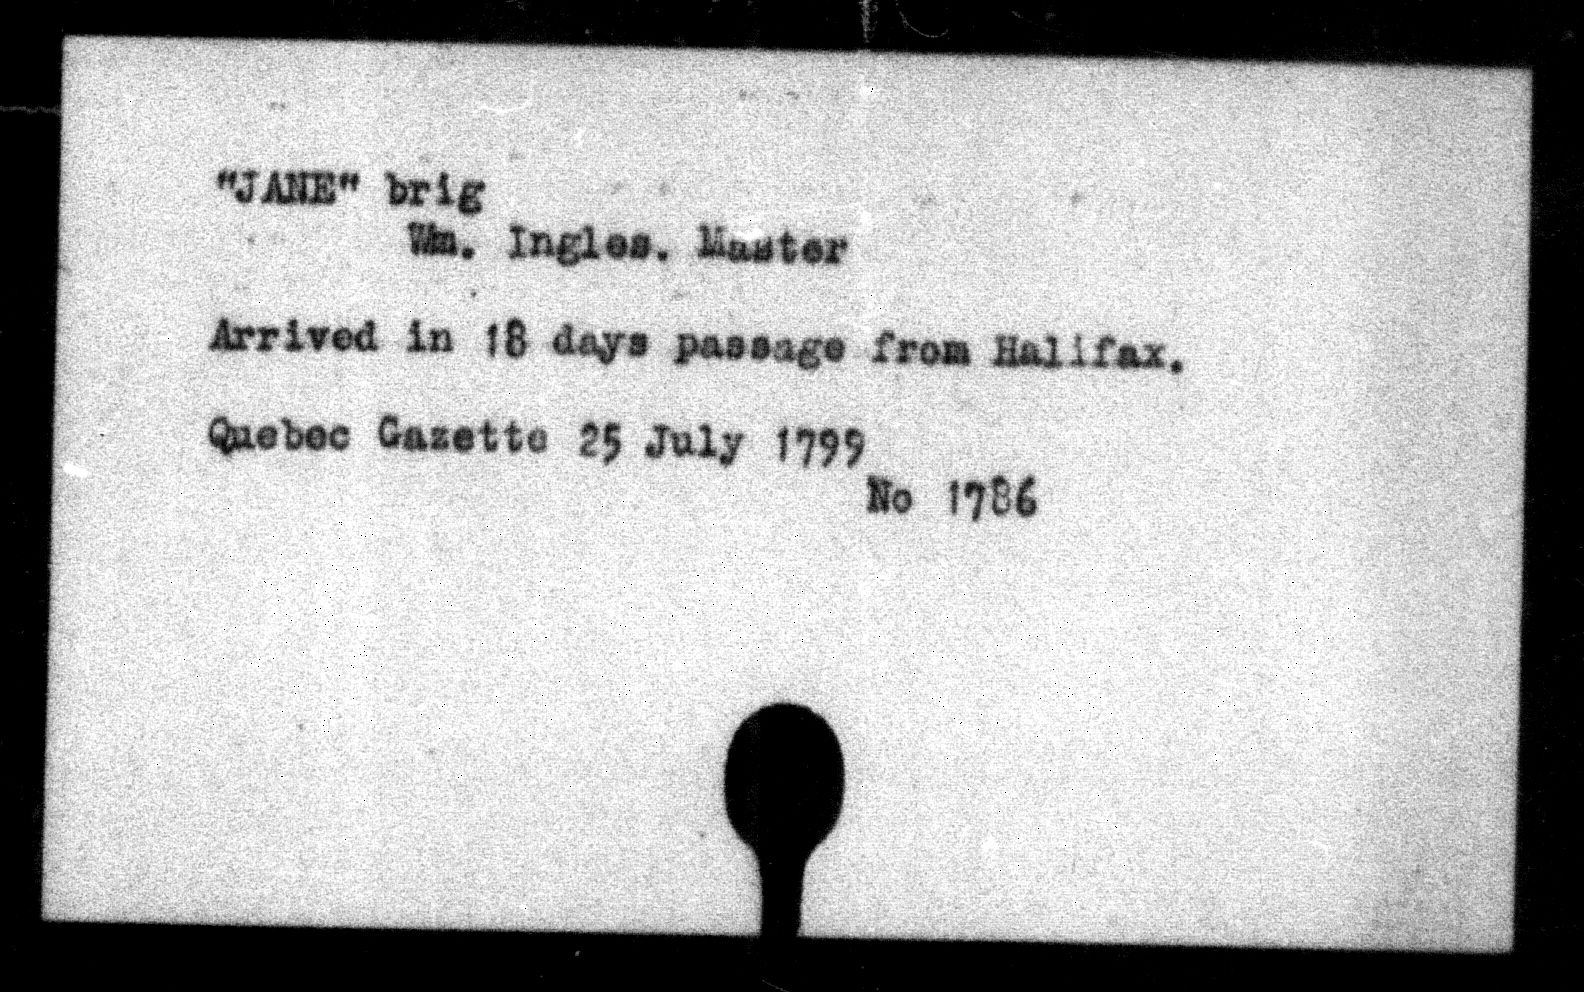 "JANE" brig
Wm. Ingles. Master
Arrived in 18 days passage from Halifax.
Quebec Gazette 25 July 1799
No 1786